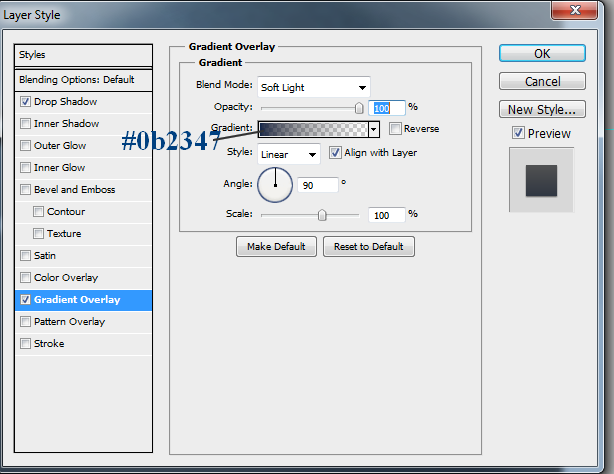 Layer Style
Styles
Blending Options: Default
Drop Shadow
Inner Shadow
Outer Glow
Inner Glow
Bevel and Emboss
Contour
Texture
Satin
Color Overlay
Gradient Overlay
Pattern Overlay
Stroke
Gradient Overlay
Gradient
Blend Mode: Soft Light
Opacity: 100 %
Gradient: Reverse
#0b2347
Style: Linear Align with Layer
Angle: 90 °
Scale: 100 %
Make Default Reset to Default
OK
Cancel
New Style...
Preview